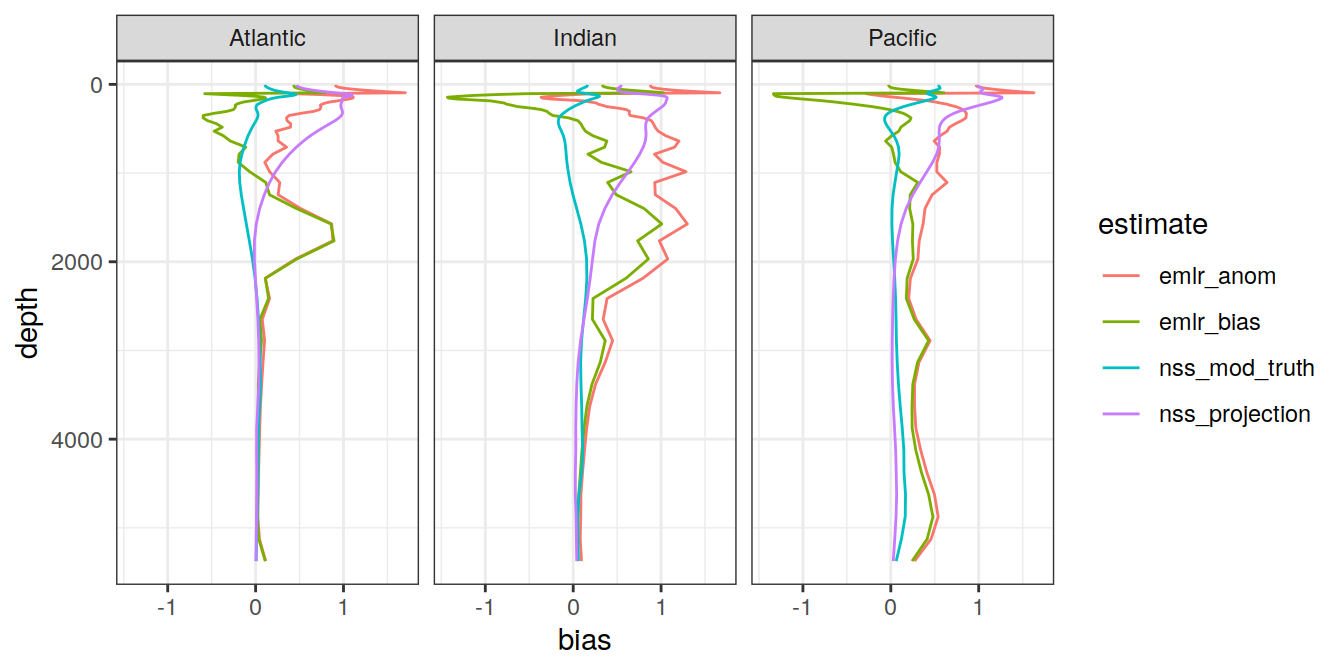 Atlantic Indian Pacific
0
2000
4000
depth
-1 0 1 -1 0 1 -1 0 1
bias
estimate
emlr_anom
emlr_bias
nss_mod_truth
nss_projection